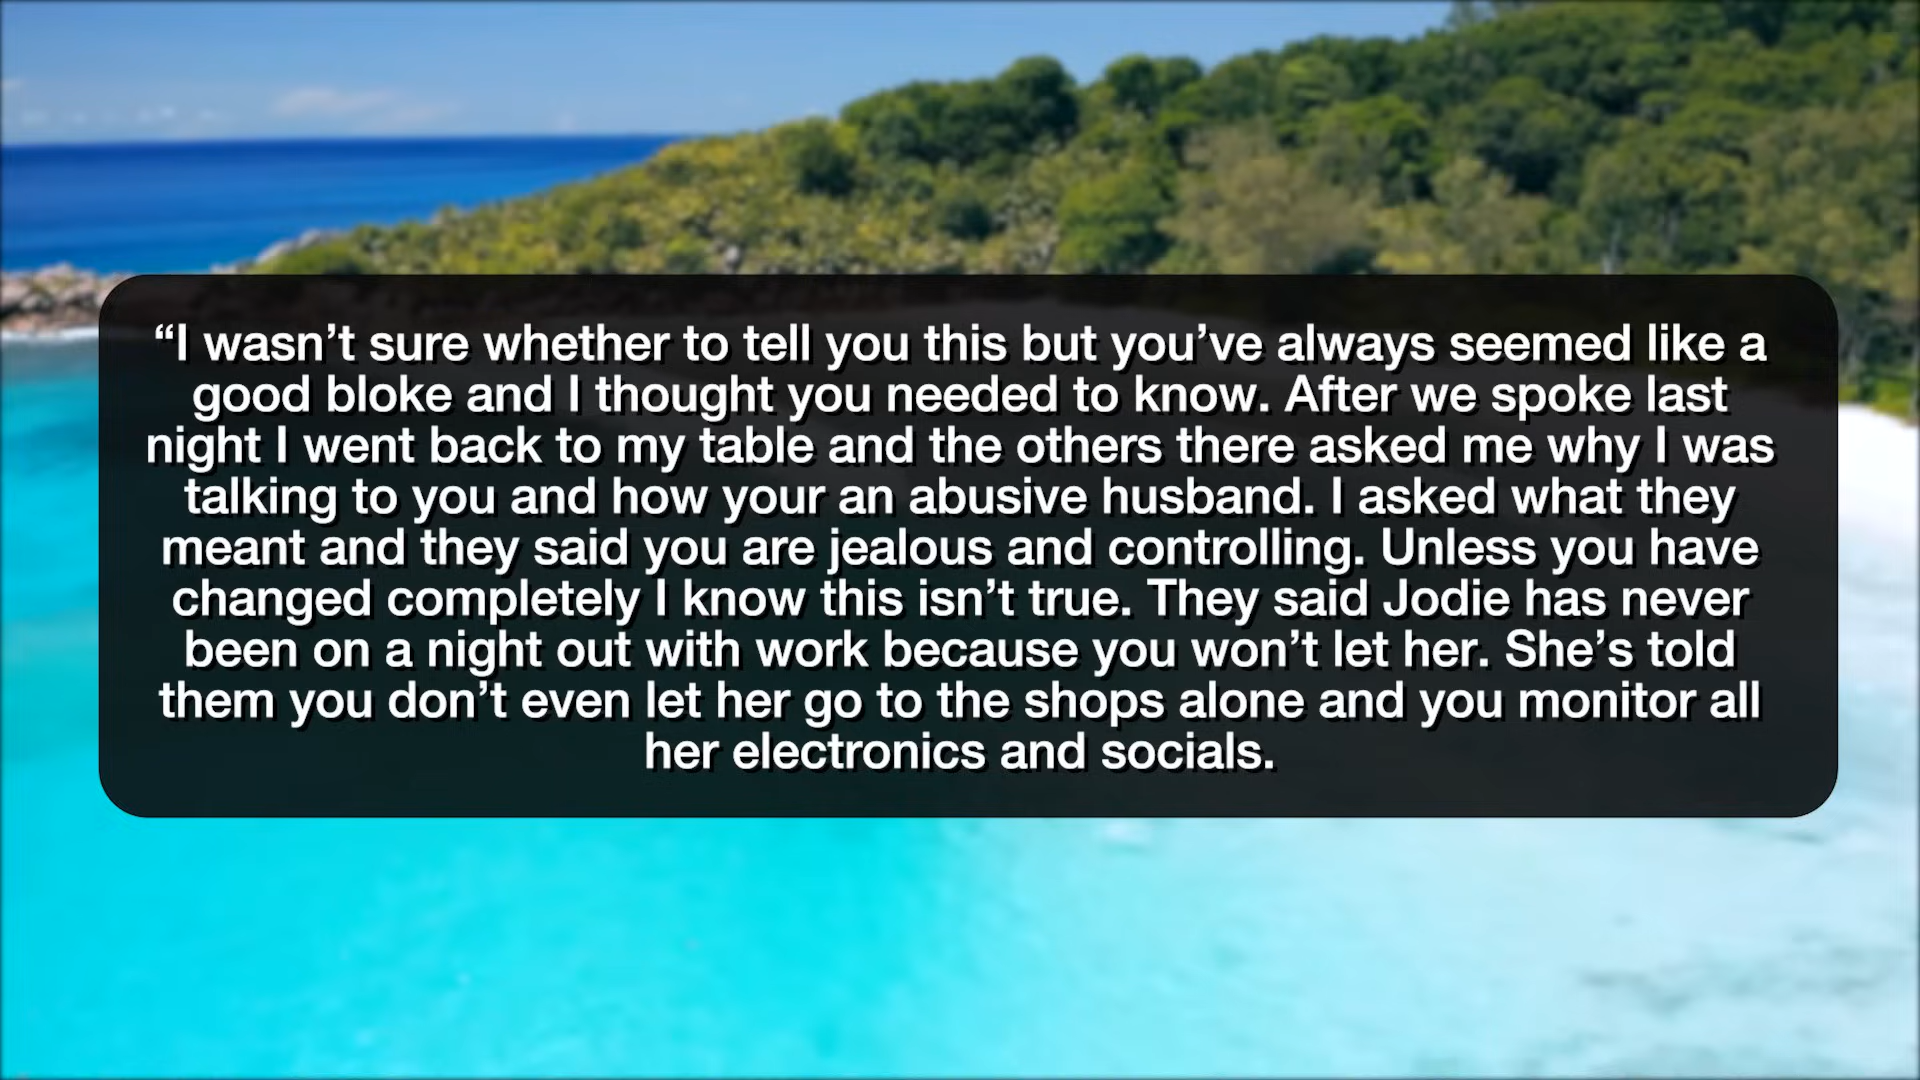 “I wasn’t sure whether to tell you this but you’ve always seemed like a
good bloke and I thought you needed to know. After we spoke last
night I went back to my table and the others there asked me why I was
talking to you and how your an abusive husband. I asked what they
meant and they said you are jealous and controlling. Unless you have
changed completely I know this isn’t true. They said Jodie has never
been on a night out with work because you won’t let her. She’s told
them you don’t even let her go to the shops alone and you monitor all
her electronics and socials.